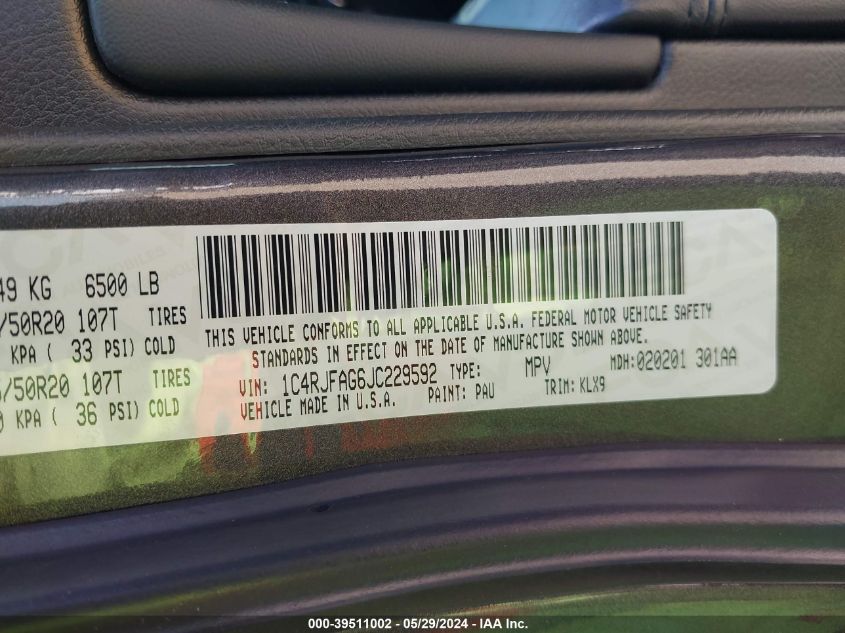 49 KG 6500 LB
/50R20 107T TIRES
KPA ( 33 PSI) COLD
/50R20 107T TIRES
0 KPA ( 36 PSI) COLD
THIS VEHICLE CONFORMS TO ALL APPLICABLE U.S.A. FEDERAL MOTOR VEHICLE SAFETY
STANDARDS IN EFFECT ON THE DATE OF MANUFACTURE SHOWN ABOVE.
VIN: 1C4RJFAG6JC229592 TYPE: MPV MDH:020201 301AA
VEHICLE MADE IN U.S.A. PAINT: PAU TRIM: KLX9
000-39511002 - 05/29/2024 - IAA Inc.